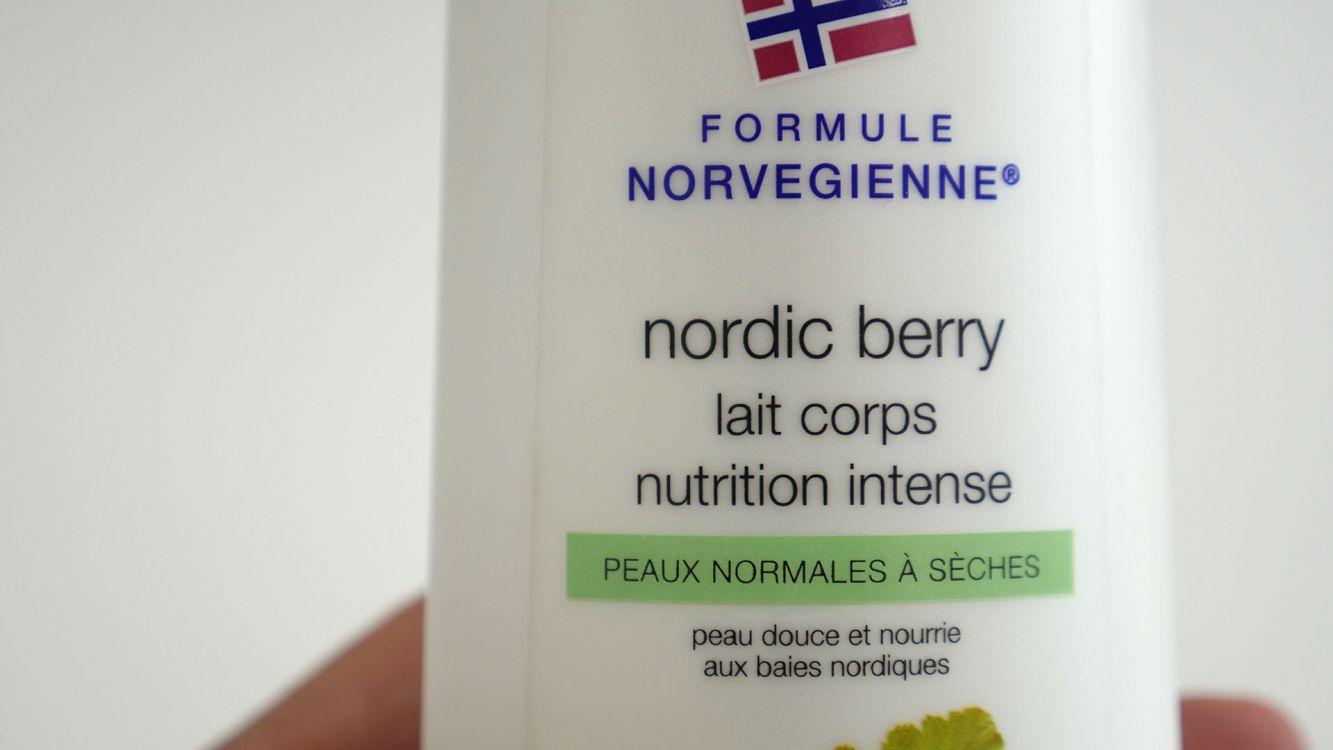 FORMULE
NORVEGIENNE®
nordic berry
lait corps
nutrition intense
PEAUX NORMALES À SÈCHES
peau douce et nourrie
aux baies nordiques